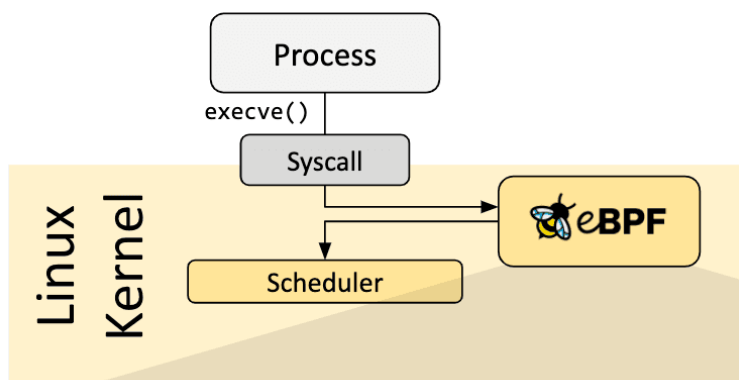 Process
execve()
Syscall
eBPF
Scheduler
Linux
Kernel